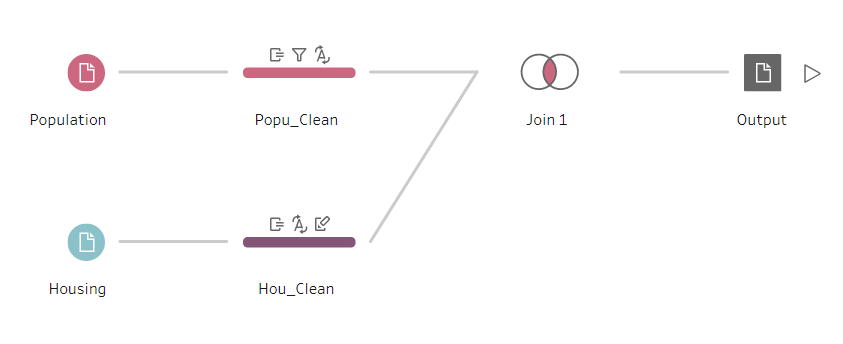 Population
Popu_Clean
Join 1
Output
Housing
Hou_Clean